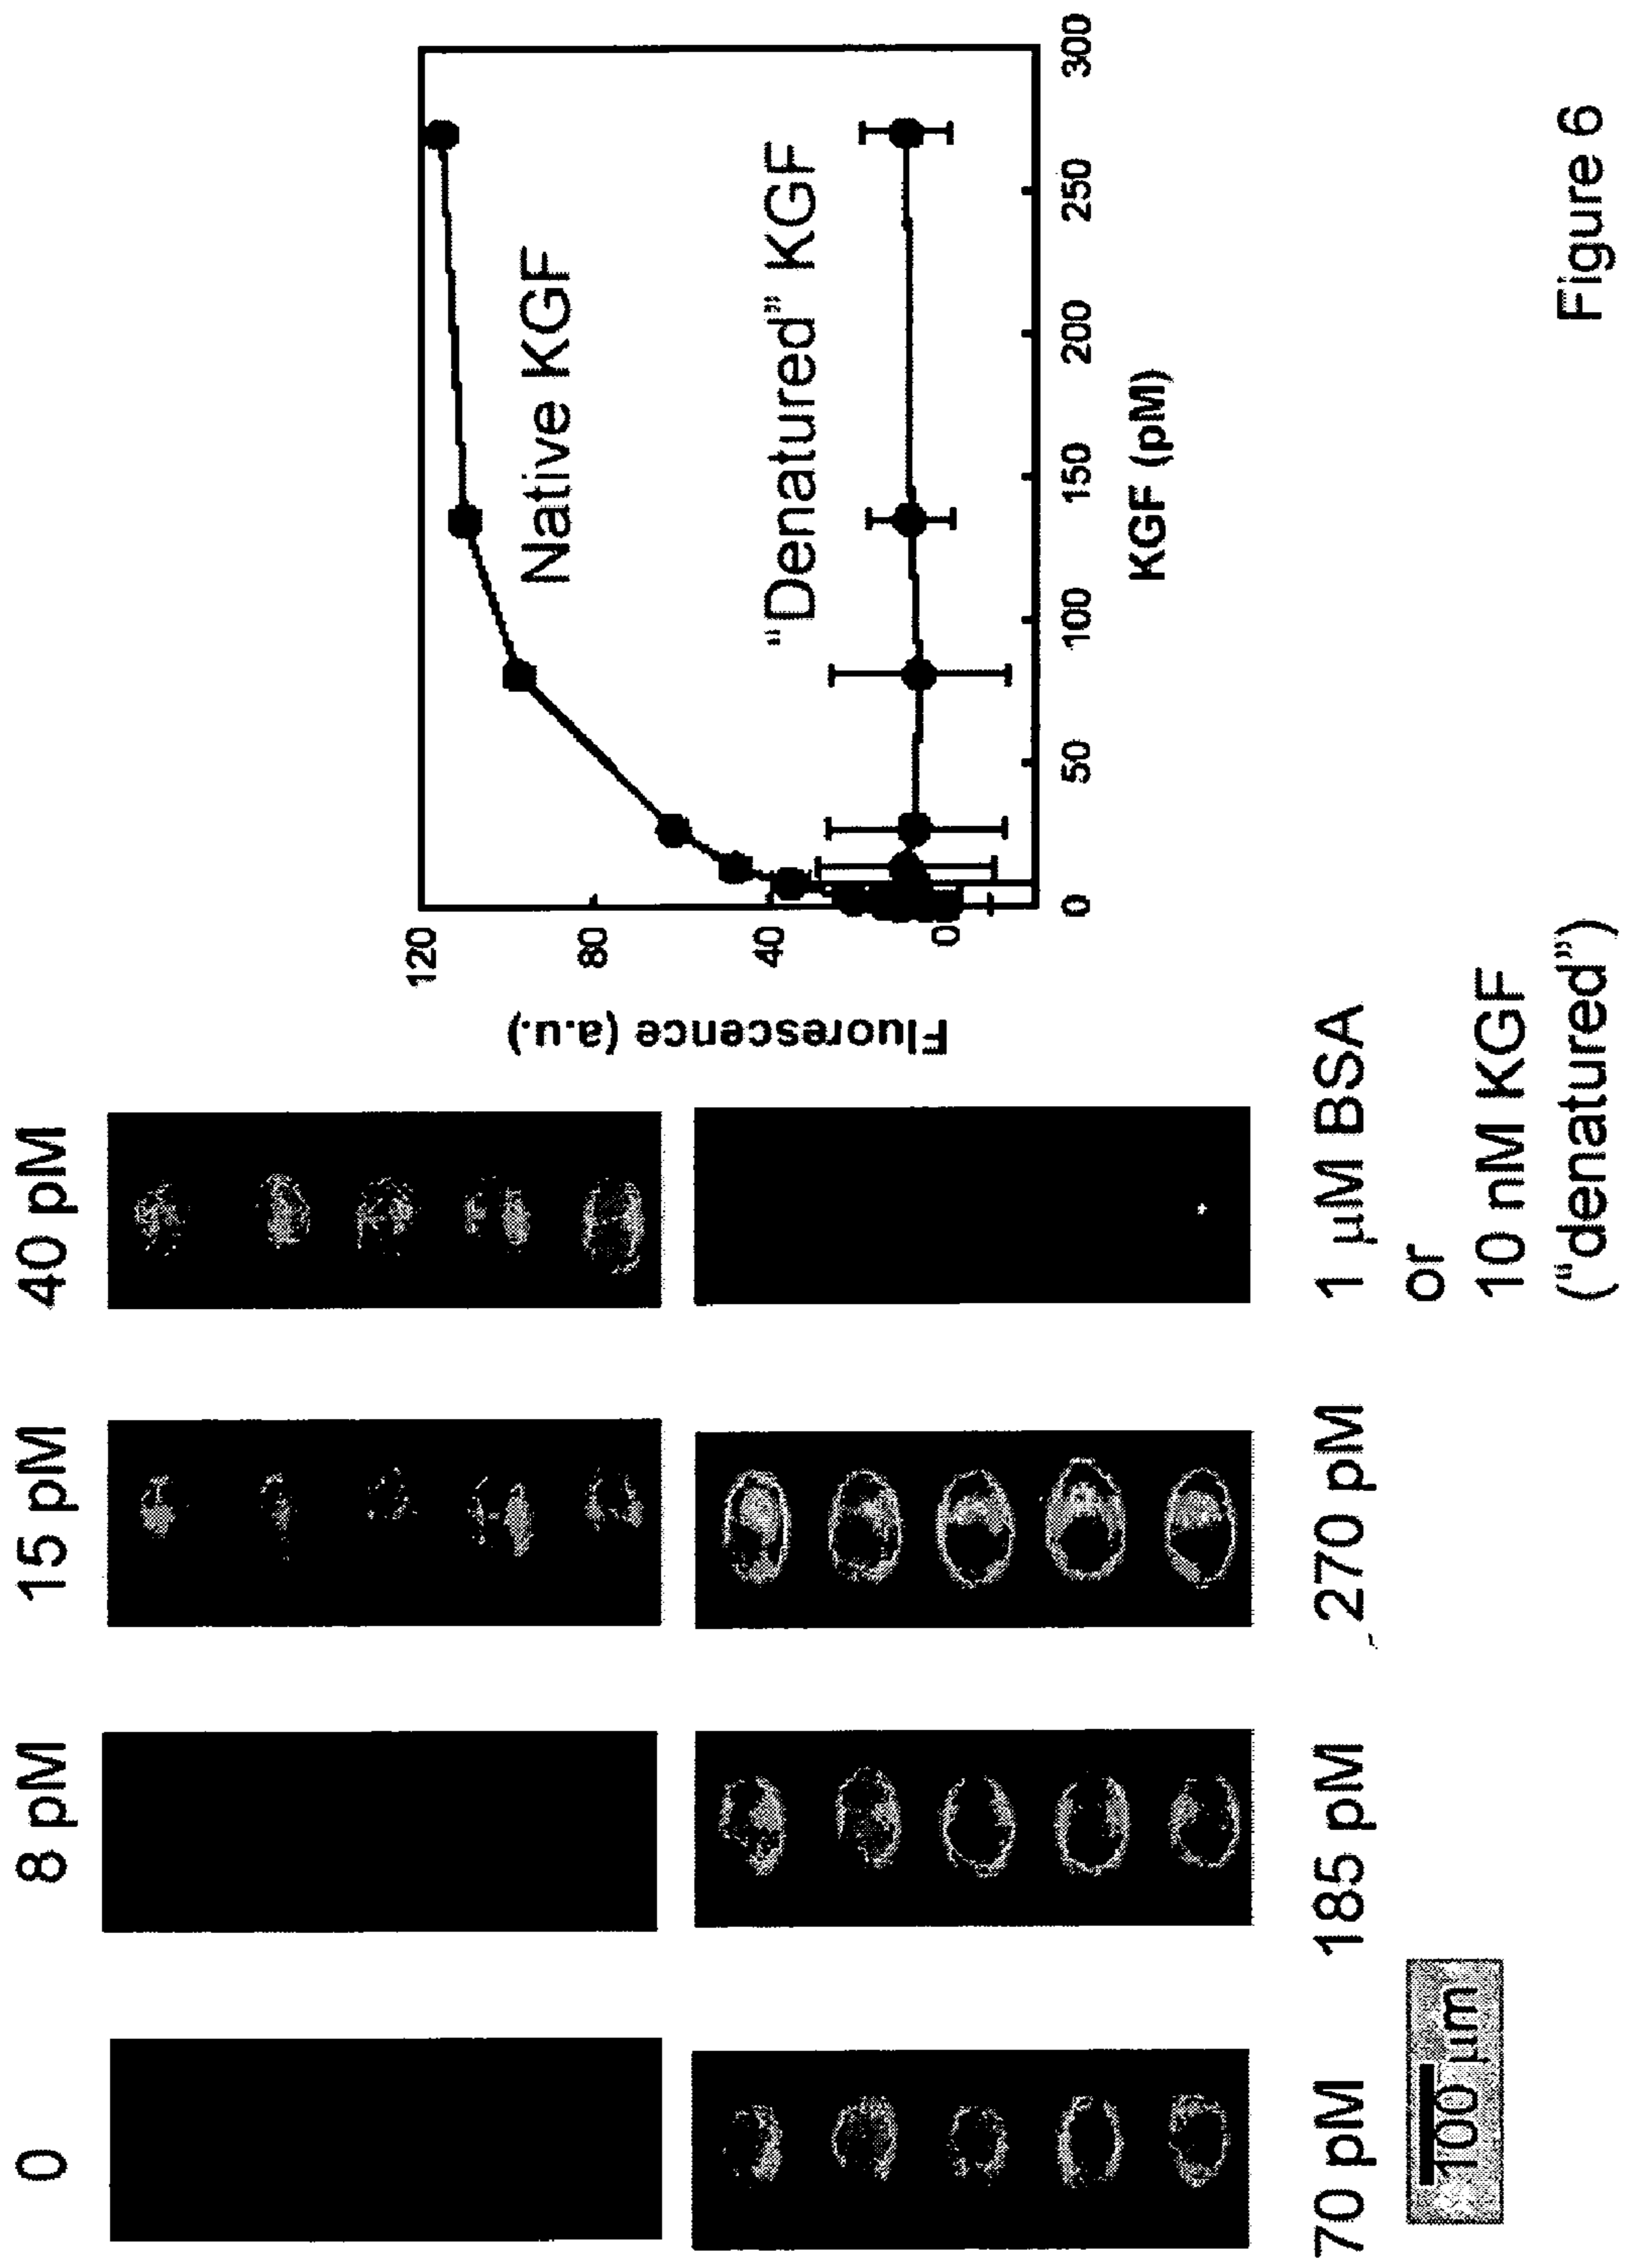 0
8 pM
15 pM
40 pM
70 pM
185 pM
270 pM
1 μM BSA
or
10 nM KGF
("denatured")
100 μm
Fluorescence (a.u.)
120
80
40
0
Native KGF
"Denatured" KGF
0
50
100
150
200
250
300
KGF (pM)
Figure 6